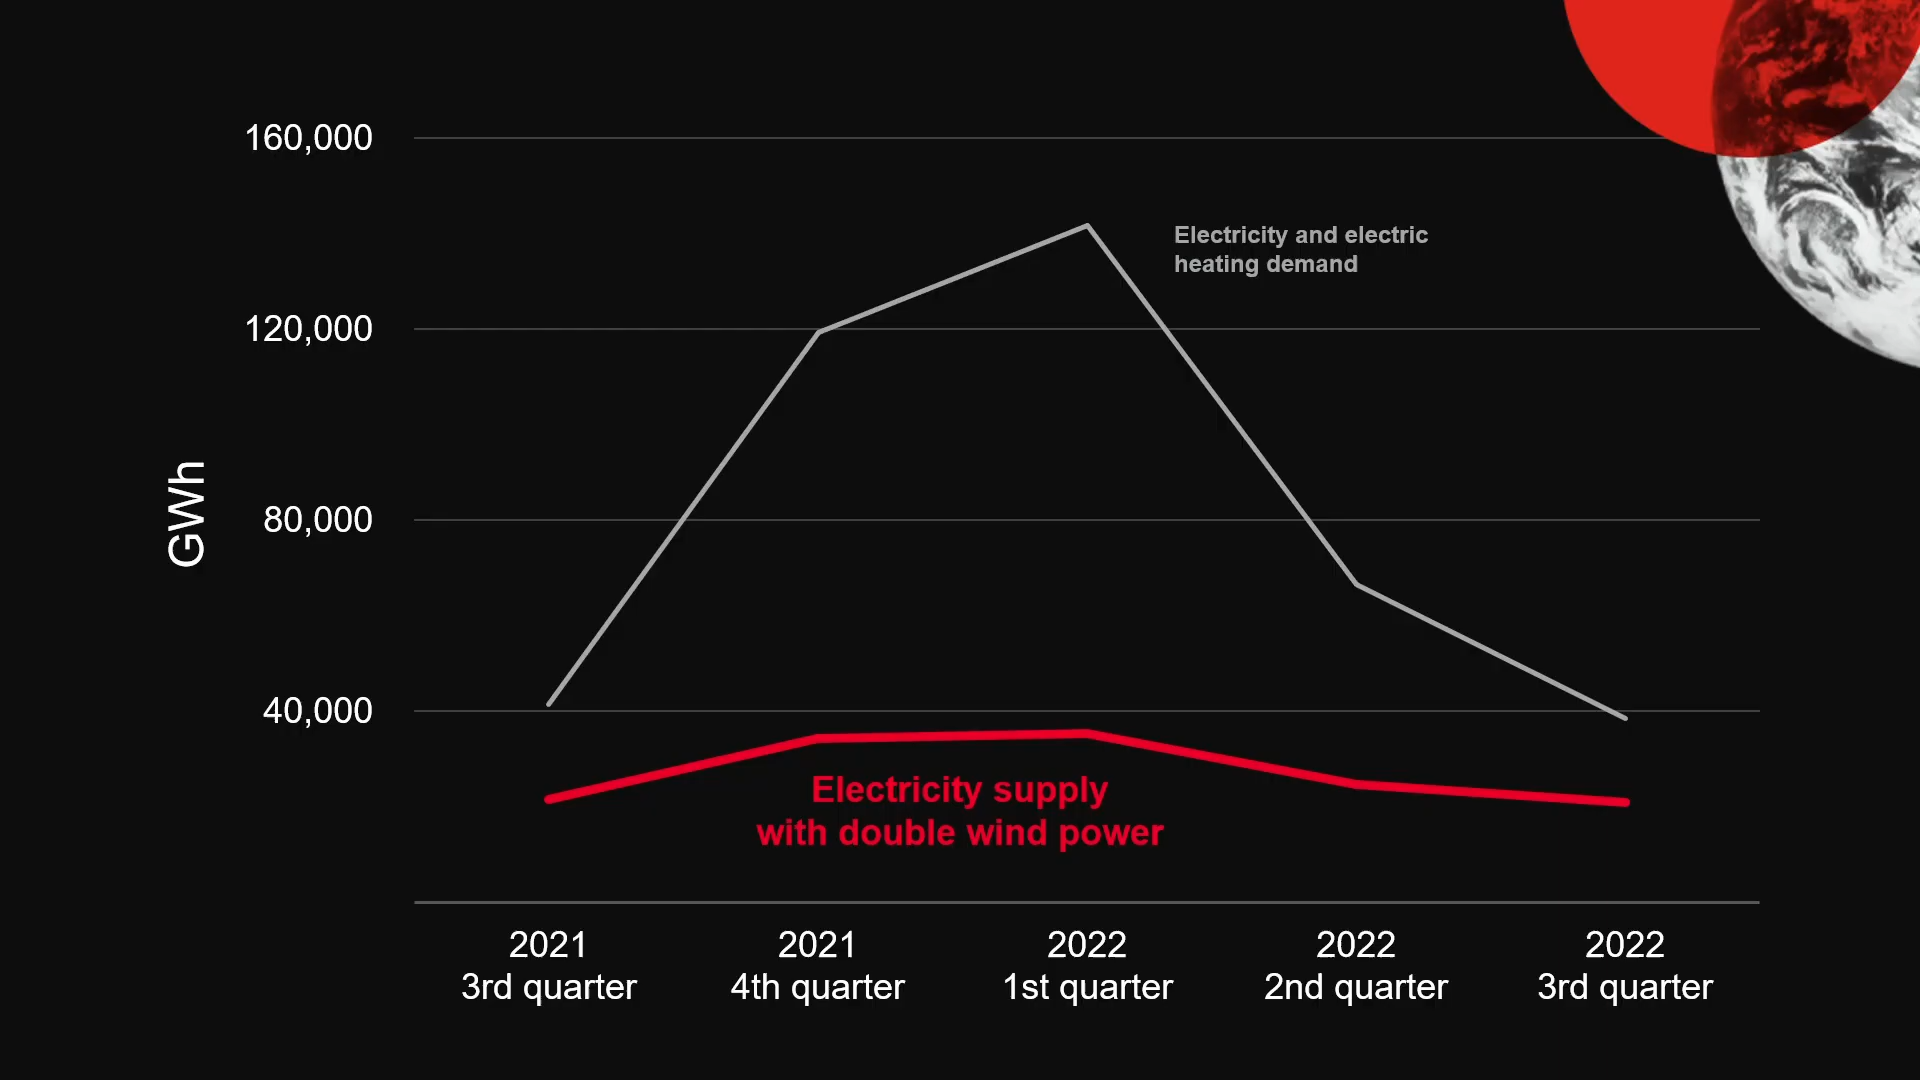 160,000
Electricity and electric
heating demand
120,000
GWh
80,000
40,000
Electricity supply
with double wind power
2021
3rd quarter
2021
4th quarter
2022
1st quarter
2022
2nd quarter
2022
3rd quarter